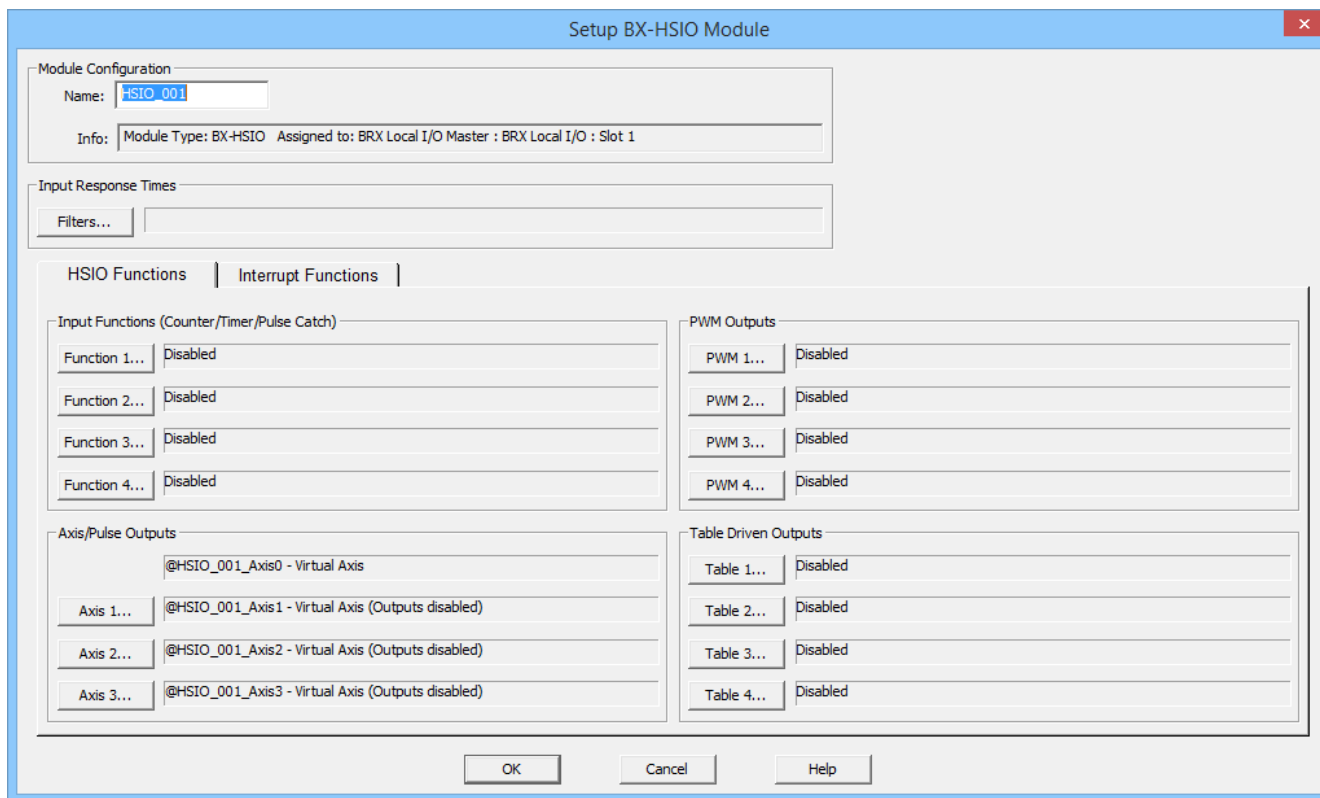 Setup BX-HSIO Module
Module Configuration
Name: HSIO_001
Info: Module Type: BX-HSIO   Assigned to: BRX Local I/O Master : BRX Local I/O : Slot 1
Input Response Times
Filters...
HSIO Functions
Interrupt Functions
Input Functions (Counter/Timer/Pulse Catch)
Function 1... Disabled
Function 2... Disabled
Function 3... Disabled
Function 4... Disabled
PWM Outputs
PWM 1... Disabled
PWM 2... Disabled
PWM 3... Disabled
PWM 4... Disabled
Axis/Pulse Outputs
@HSIO_001_Axis0 - Virtual Axis
Axis 1... @HSIO_001_Axis1 - Virtual Axis (Outputs disabled)
Axis 2... @HSIO_001_Axis2 - Virtual Axis (Outputs disabled)
Axis 3... @HSIO_001_Axis3 - Virtual Axis (Outputs disabled)
Table Driven Outputs
Table 1... Disabled
Table 2... Disabled
Table 3... Disabled
Table 4... Disabled
OK
Cancel
Help